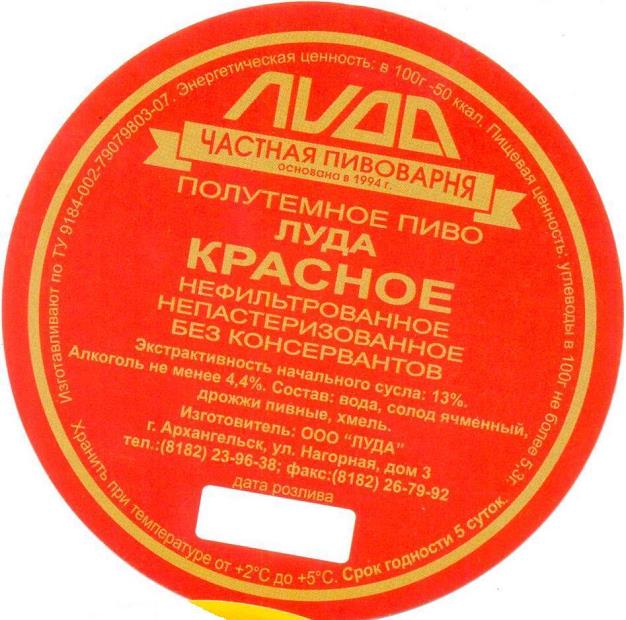 ЛУДА
ЧАСТНАЯ ПИВОВАРНЯ
основана в 1994 г.
ПОЛУТЕМНОЕ ПИВО
ЛУДА
КРАСНОЕ
НЕФИЛЬТРОВАННОЕ
НЕПАСТЕРИЗОВАННОЕ
БЕЗ КОНСЕРВАНТОВ
Экстрактивность начального сусла: 13%.
Алкоголь не менее 4,4%. Состав: вода, солод ячменный,
дрожжи пивные, хмель.
Изготовитель: ООО "ЛУДА"
г. Архангельск, ул. Нагорная, дом 3
тел.:(8182) 23-96-38; факс:(8182) 26-79-92
дата розлива
Изготавливают по ТУ 9184-002-79079803-07. Энергетическая ценность: в 100г -50 ккал. Пищевая ценность: углеводы в 100г не более 5,3г.
Хранить при температуре от +2°С до +5°С. Срок годности 5 суток.